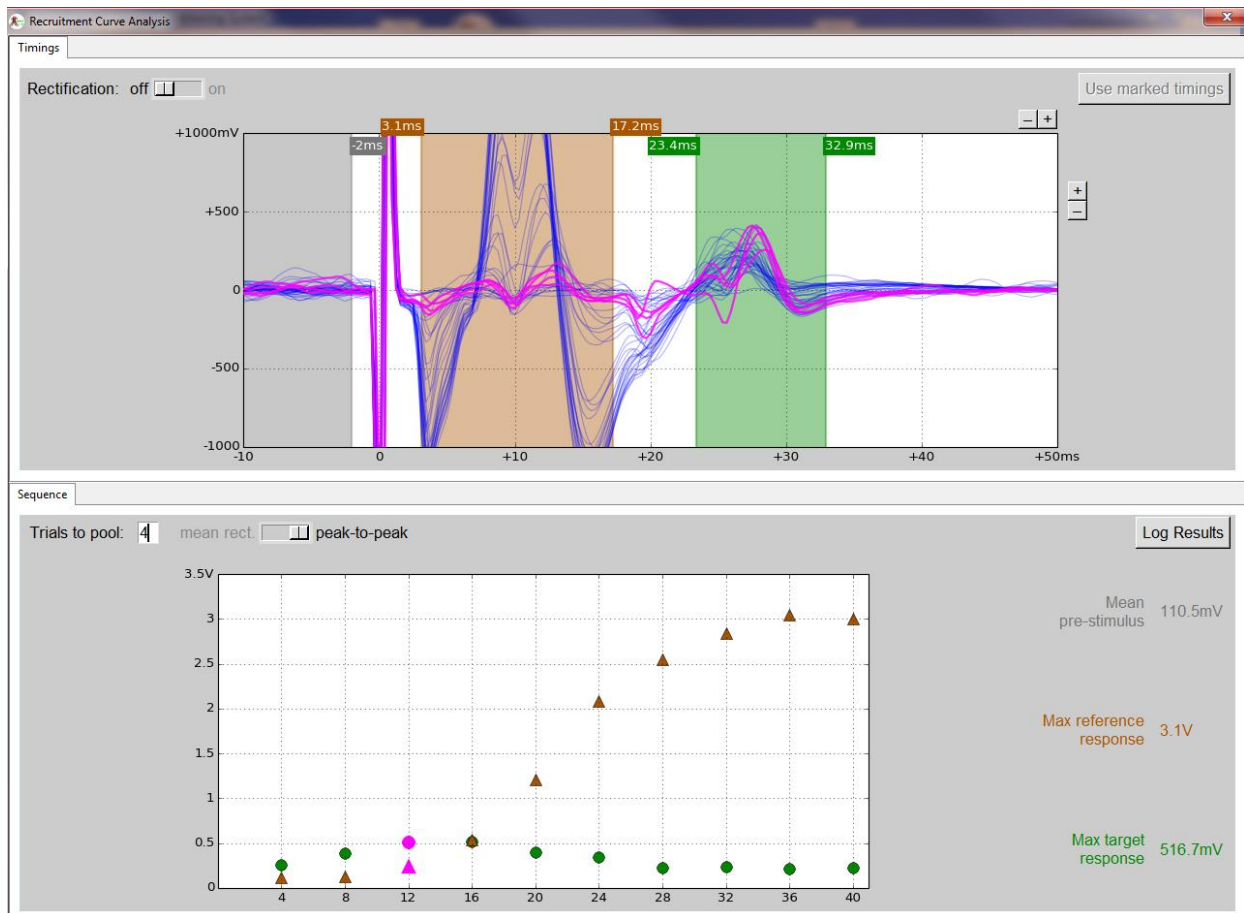 Recruitment Curve Analysis
Timings
Rectification: off on
Use marked timings
– +
3.1ms 17.2ms
+1000mV
-2ms 23.4ms 32.9ms
+
–
+500
0
-500
-1000
-10 0 +10 +20 +30 +40 +50ms
Sequence
Trials to pool: 4 mean rect. peak-to-peak
Log Results
3.5V
3
2.5
2
1.5
1
0.5
0
4 8 12 16 20 24 28 32 36 40
Mean
pre-stimulus 110.5mV
Max reference
response 3.1V
Max target
response 516.7mV